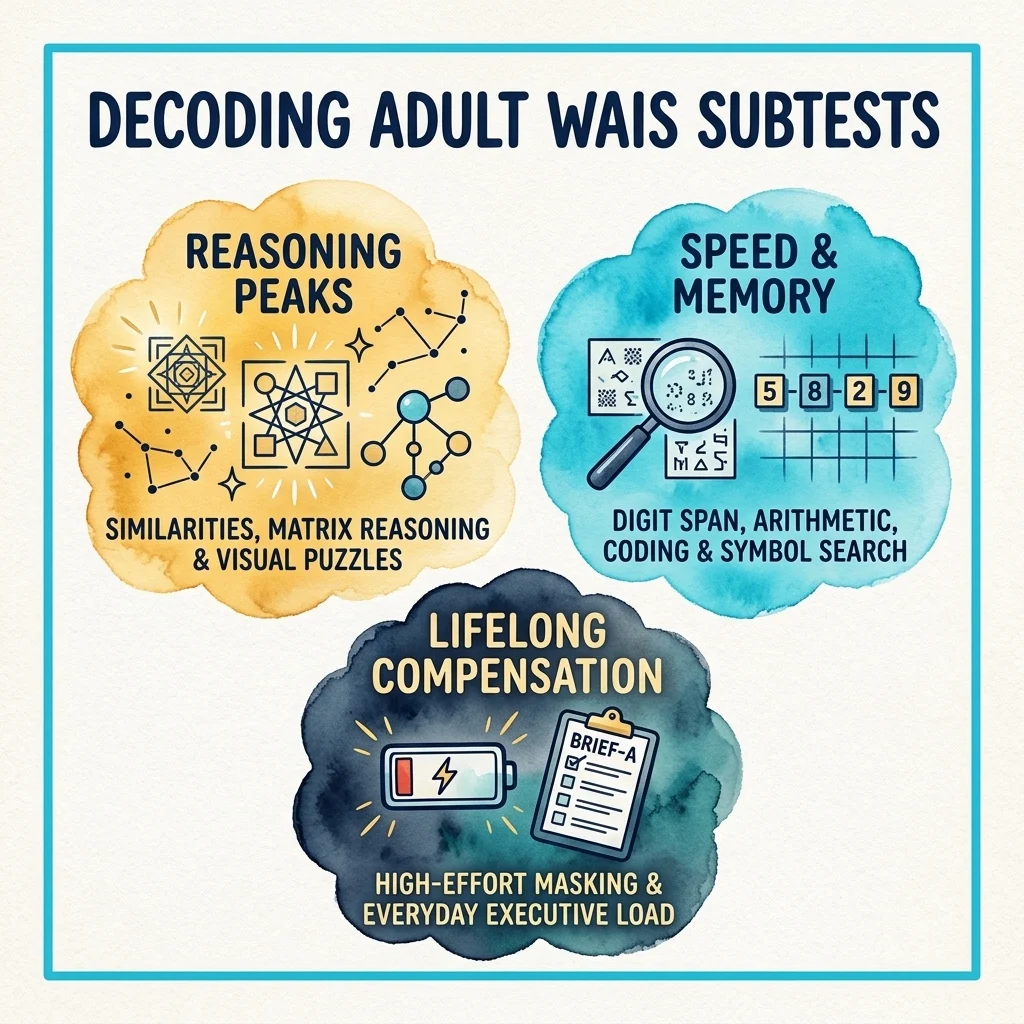 DECODING ADULT WAIS SUBTESTS
REASONING
PEAKS
SIMILARITIES, MATRIX REASONING
& VISUAL PUZZLES
SPEED &
MEMORY
5-8-2-9
DIGIT SPAN, ARITHMETIC,
CODING & SYMBOL SEARCH
LIFELONG
COMPENSATION
BRIEF-A
HIGH-EFFORT MASKING &
EVERYDAY EXECUTIVE LOAD